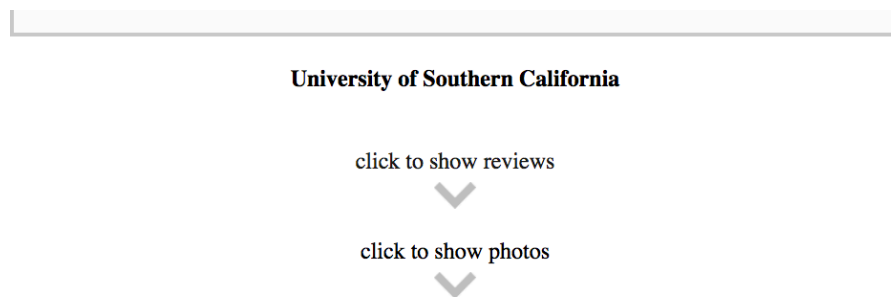 University of Southern California
click to show reviews
click to show photos